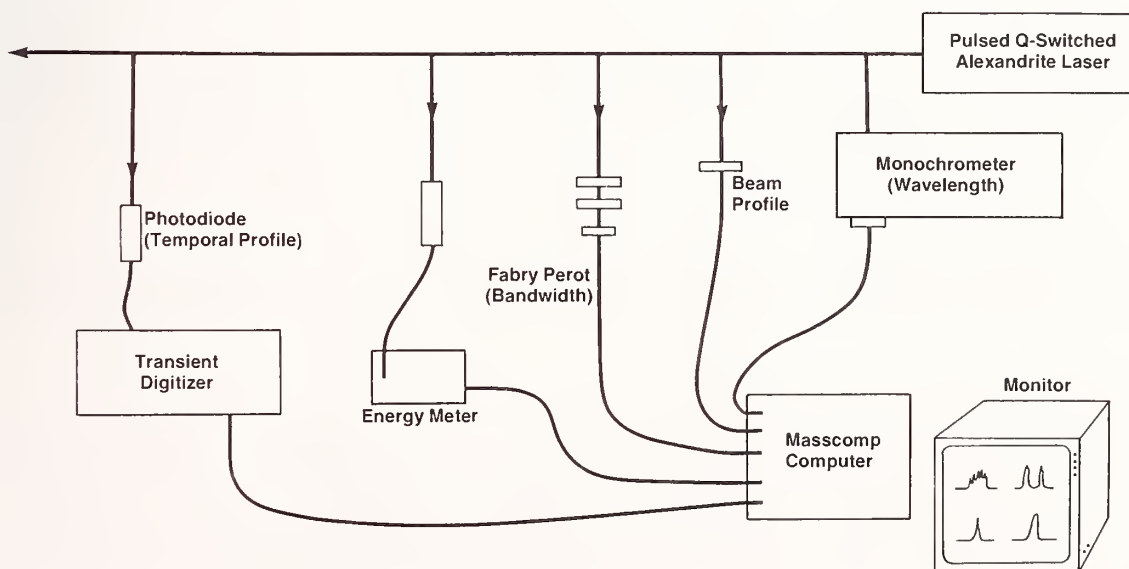 Pulsed Q-Switched
Alexandrite Laser
Monochrometer
(Wavelength)
Beam
Profile
Photodiode
(Temporal Profile)
Fabry Perot
(Bandwidth)
Transient
Digitizer
Energy Meter
Masscomp
Computer
Monitor